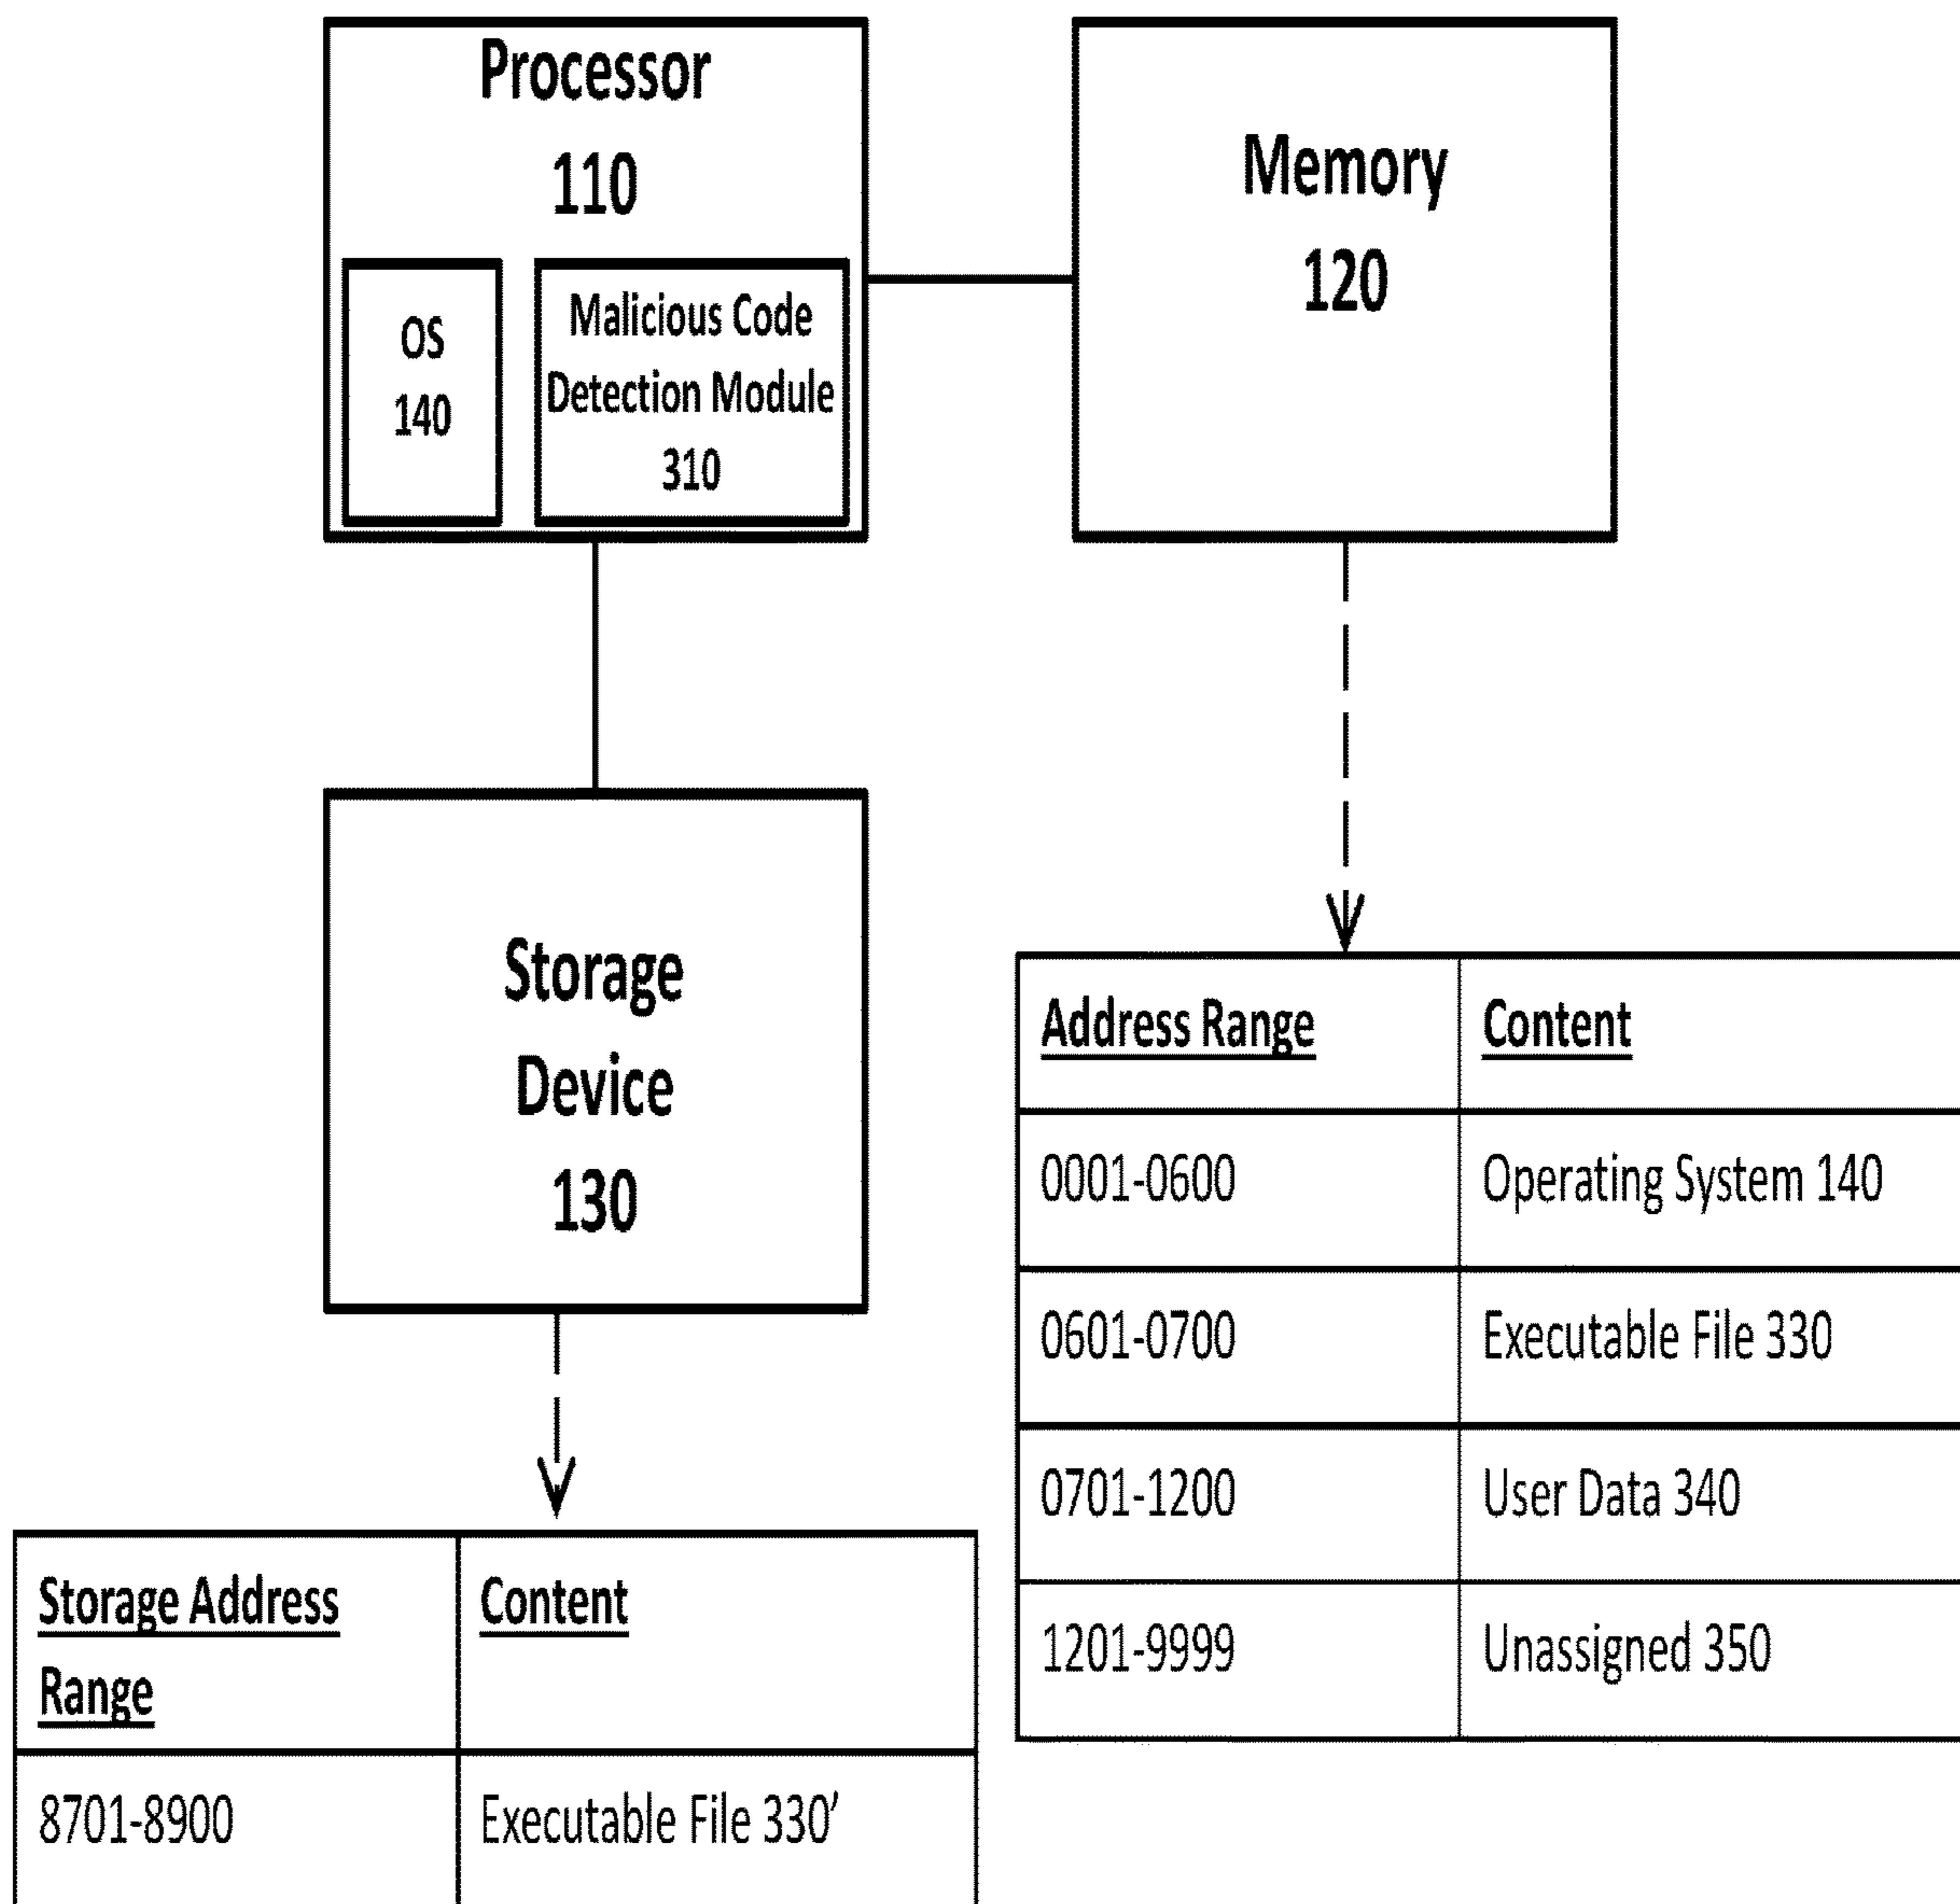 Processor
110
OS
140
Malicious Code
Detection Module
310
Memory
120
Storage
Device
130
Address Range Content
0001-0600 Operating System 140
0601-0700 Executable File 330
0701-1200 User Data 340
1201-9999 Unassigned 350
Storage Address Content
Range
8701-8900 Executable File 330'